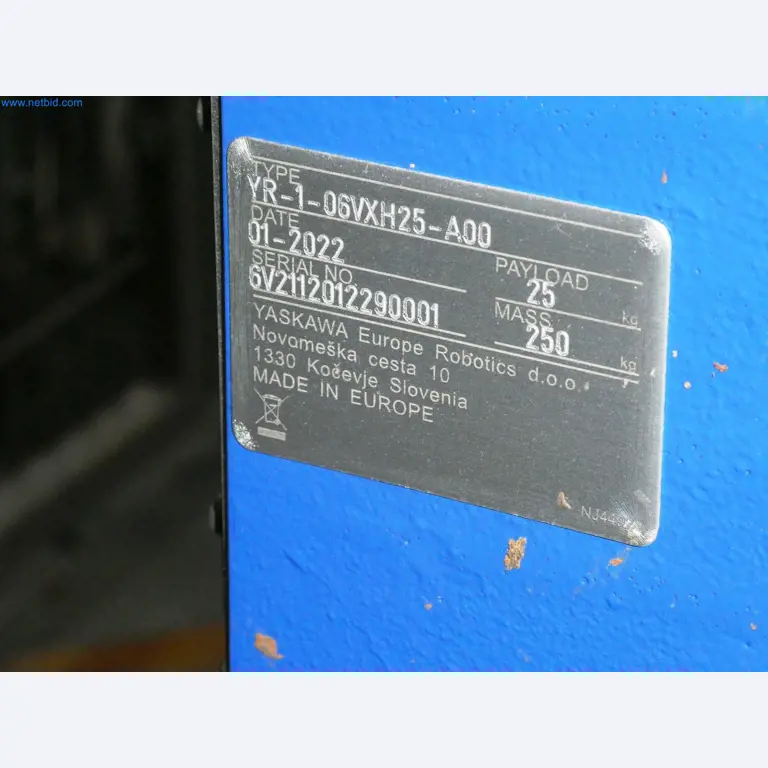 www.netbid.com
TYPE
YR-1-06VXH25-A00
DATE
01-2022
PAYLOAD
25 kg
SERIAL NO.
6V2112012290001
MASS
250 kg
YASKAWA Europe Robotics d.o.o.
Novomeška cesta 10
1330 Kočevje Slovenia
MADE IN EUROPE